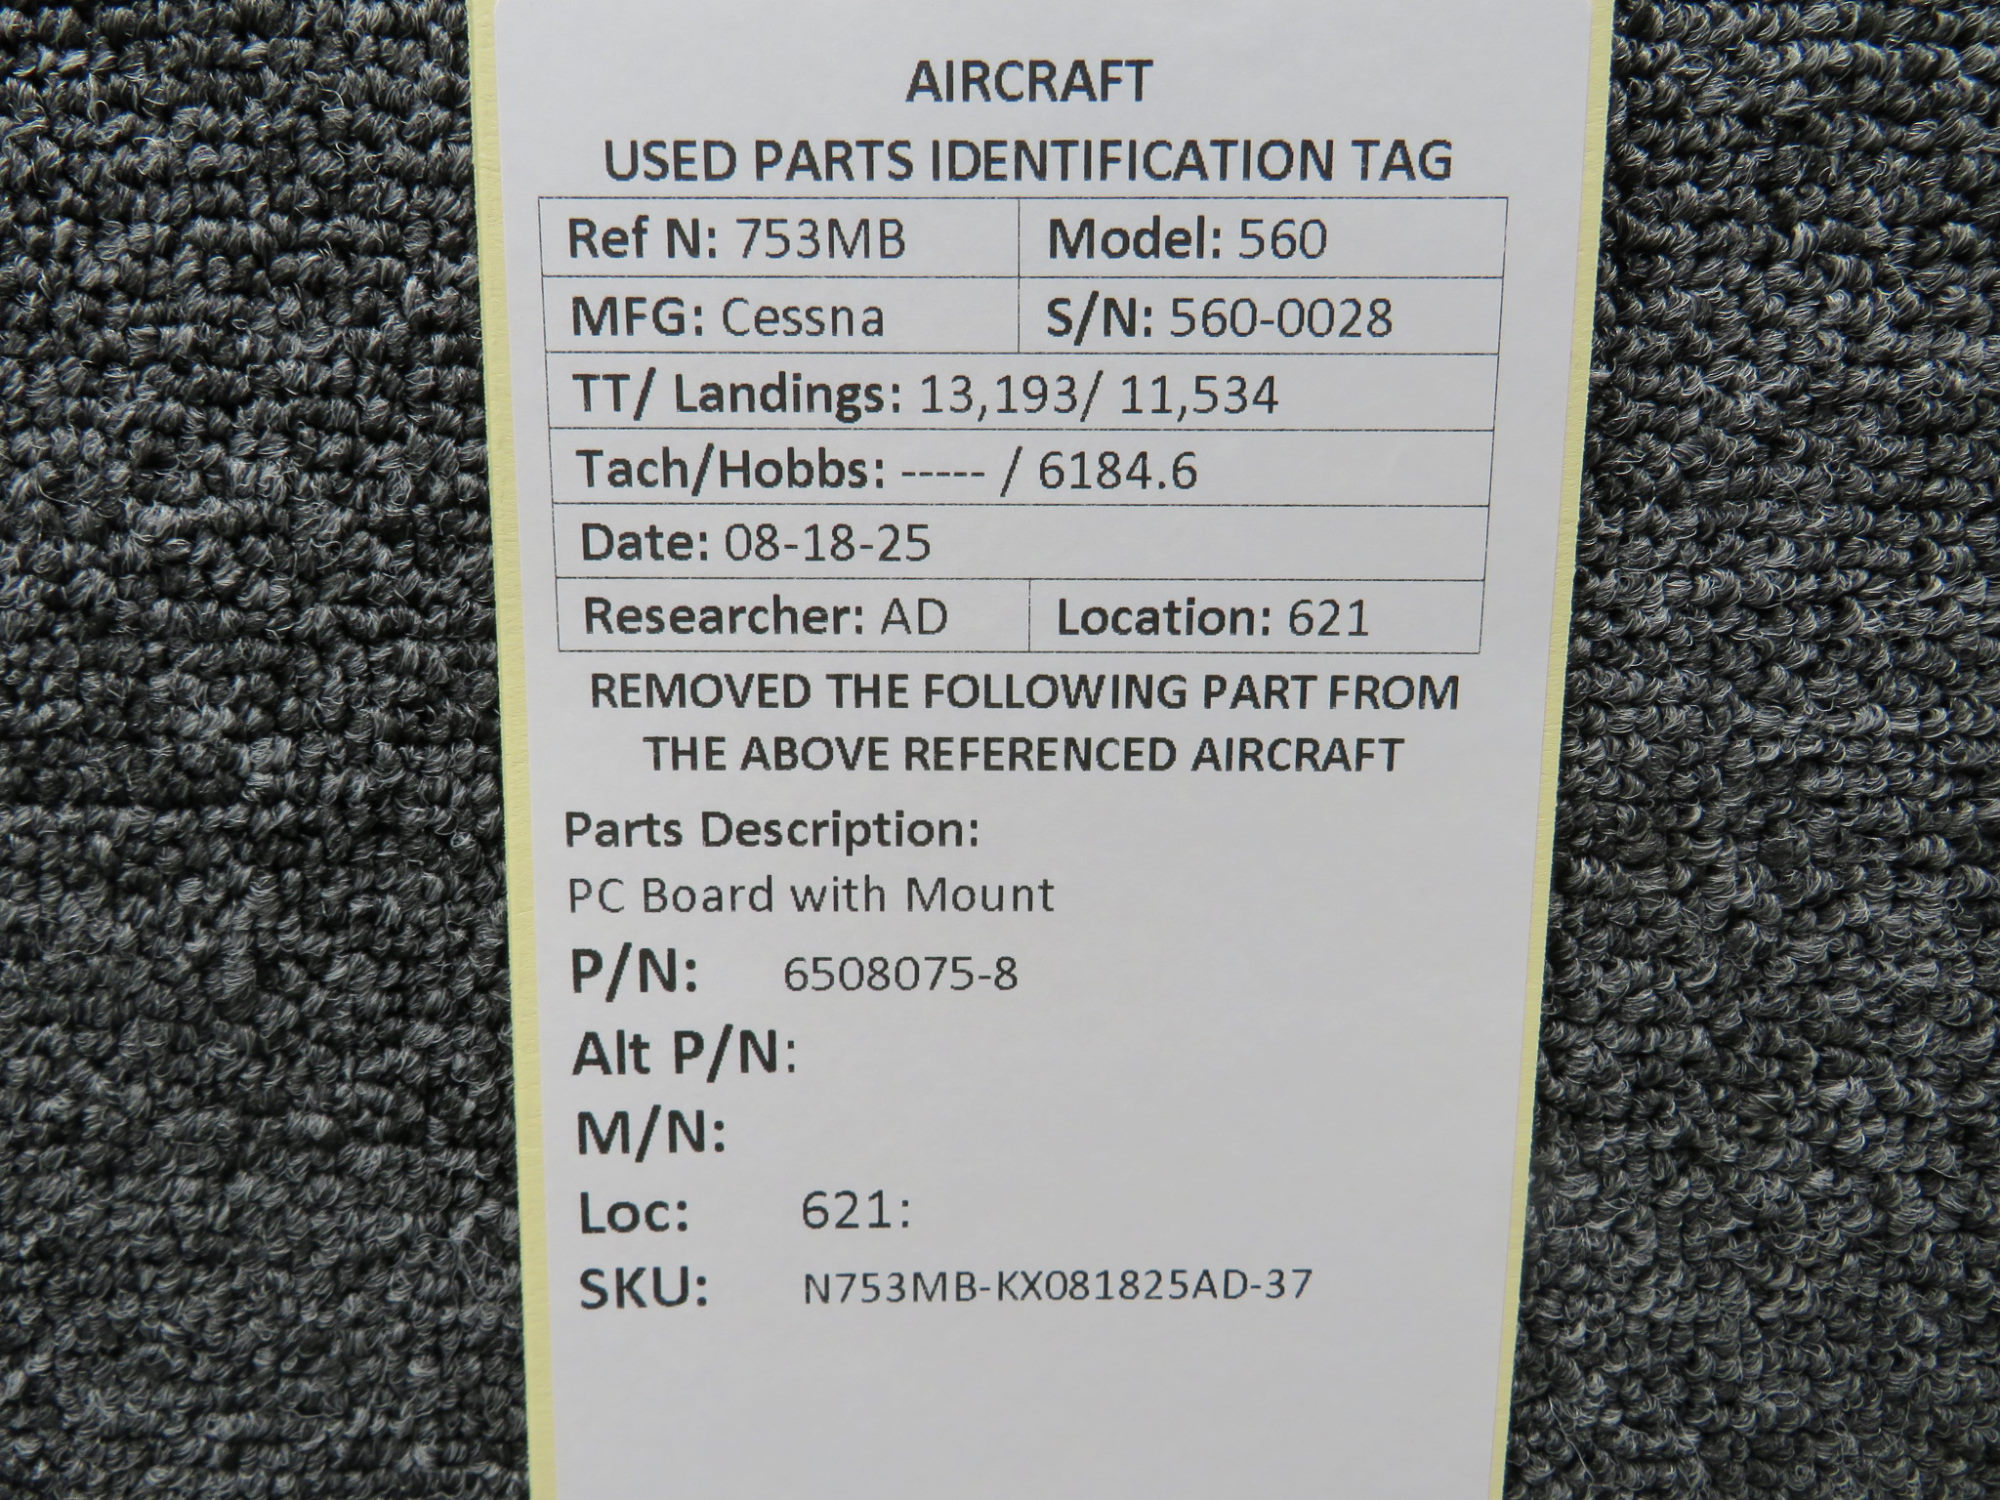 AIRCRAFT
USED PARTS IDENTIFICATION TAG
Ref N: 753MB Model: 560
MFG: Cessna S/N: 560-0028
TT/ Landings: 13,193/ 11,534
Tach/Hobbs: ----- / 6184.6
Date: 08-18-25
Researcher: AD Location: 621
REMOVED THE FOLLOWING PART FROM
THE ABOVE REFERENCED AIRCRAFT
Parts Description:
PC Board with Mount
P/N: 6508075-8
Alt P/N:
M/N:
Loc: 621:
SKU: N753MB-KX081825AD-37